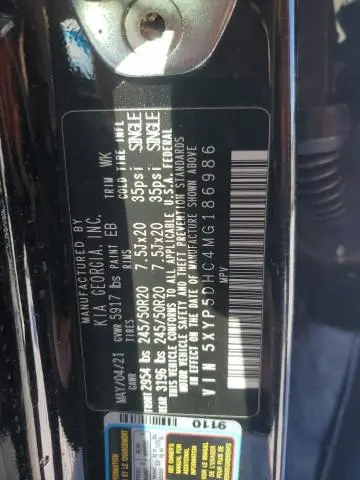 MANUFACTURED BY
KIA GEORGIA, INC.
MAY/04/21 PAINT EB TRIM WK
GVWR 5917 lbs
GAWR TIRES RIMS COLD TIRE INFL
FRONT 2954 lbs 245/50R20 7.5Jx20 35psi SINGLE
REAR 3196 lbs 245/50R20 7.5Jx20 35psi SINGLE
THIS VEHICLE CONFORMS TO ALL APPLICABLE U.S.A. FEDERAL
MOTOR VEHICLE SAFETY BUMPER, AND THEFT PREVENTION STANDARDS
IN EFFECT ON THE DATE OF MANUFACTURE SHOWN ABOVE
VIN 5XYP5DHC4MG186986
MPV
9110